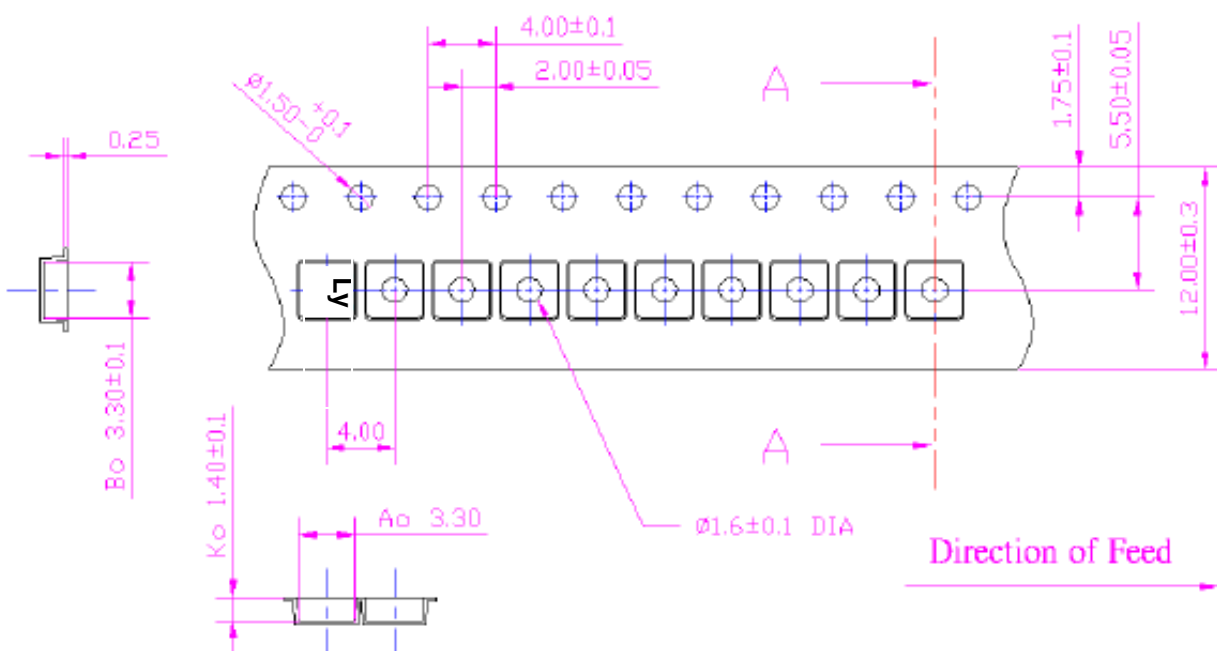 4.00±0.1
2.00±0.05
Ø1.50 +0.1
-0
A
1.75±0.1
5.50±0.05
0.25
Ly
12.00±0.3
Bo 3.30±0.1
4.00
Ko 1.40±0.1
A
Ao 3.30
Ø1.6±0.1 DIA
Direction of Feed